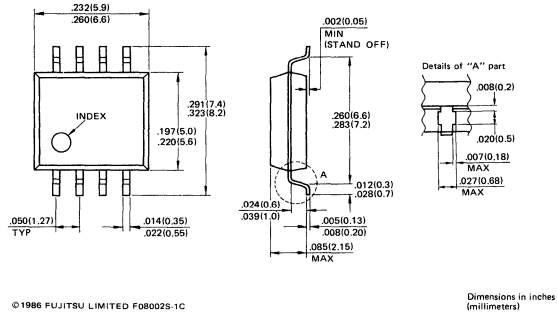 .232(5.9)
.260(6.6)
INDEX
.197(5.0)
.220(5.6)
.291(7.4)
.323(8.2)
.050(1.27)
TYP
.014(0.35)
.022(0.55)
.002(0.05)
MIN
(STAND OFF)
.260(6.6)
.283(7.2)
A
.012(0.3)
.028(0.7)
.024(0.6)
.039(1.0)
.005(0.13)
.008(0.20)
.085(2.15)
MAX
Details of "A" part
.008(0.2)
.020(0.5)
.007(0.18)
MAX
.027(0.68)
MAX
©1986 FUJITSU LIMITED F08002S-1C
Dimensions in inches
(millimeters)